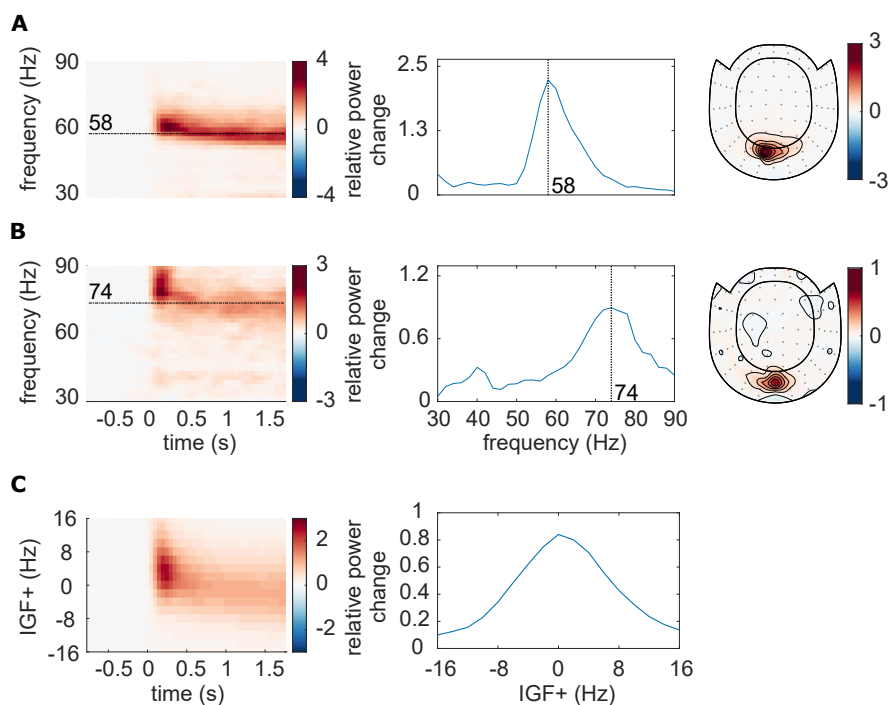 A
frequency (Hz)
90
60
30
58
4
0
-4
relative power
change
2.5
1.3
0
58
3
0
-3
B
frequency (Hz)
90
60
30
74
-0.5 0 0.5 1 1.5
time (s)
3
0
-3
relative power
change
1.2
0.6
0
74
30 40 50 60 70 80 90
frequency (Hz)
1
0
-1
C
IGF+ (Hz)
16
8
0
-8
-16
-0.5 0 0.5 1 1.5
time (s)
2
0
-2
relative power
change
1
0.8
0.6
0.4
0.2
0
-16 -8 0 8 16
IGF+ (Hz)